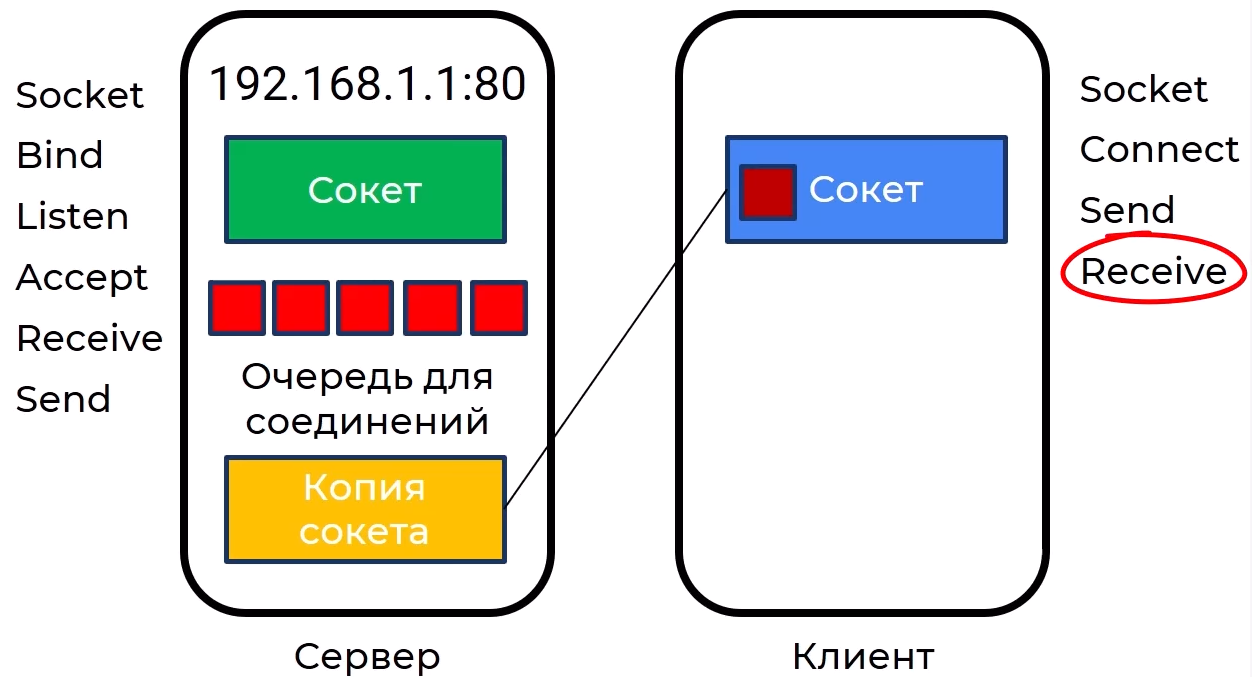 Socket
Bind
Listen
Accept
Receive
Send
192.168.1.1:80
Сокет
Очередь для
соединений
Копия
сокета
Сервер
Сокет
Клиент
Socket
Connect
Send
Receive